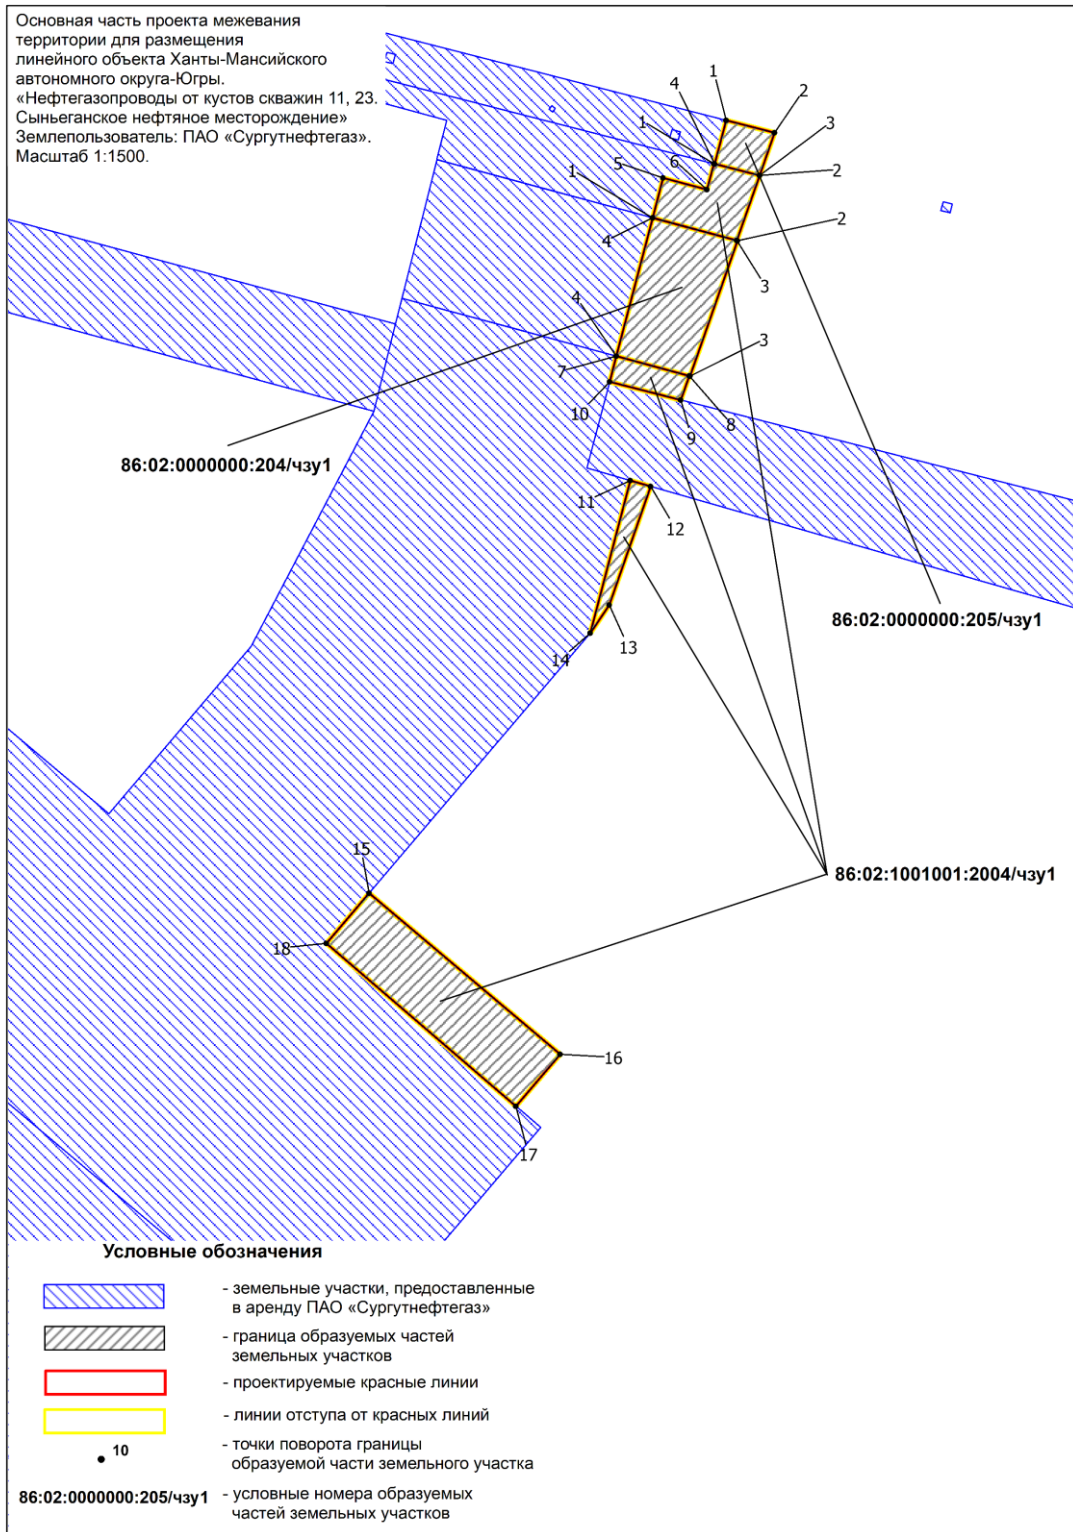 Основная часть проекта межевания
территории для размещения
линейного объекта Ханты-Мансийского
автономного округа-Югры.
«Нефтегазопроводы от кустов скважин 11, 23.
Сыньеганское нефтяное месторождение»
Землепользователь: ПАО «Сургутнефтегаз».
Масштаб 1:1500.
1
2
4
3
1
5
6
2
1
2
4
3
4
3
7
10
8
9
86:02:0000000:204/чзу1
11
12
86:02:0000000:205/чзу1
13
14
15
86:02:1001001:2004/чзу1
18
16
17
Условные обозначения
- земельные участки, предоставленные
в аренду ПАО «Сургутнефтегаз»
- граница образуемых частей
земельных участков
- проектируемые красные линии
- линии отступа от красных линий
10
- точки поворота границы
образуемой части земельного участка
86:02:0000000:205/чзу1 - условные номера образуемых
частей земельных участков